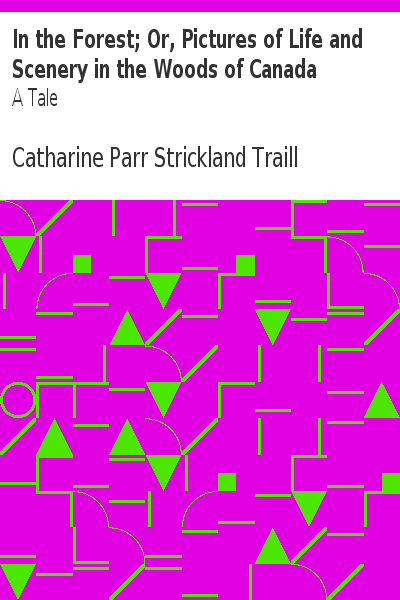 In the Forest; Or, Pictures of Life and
Scenery in the Woods of Canada
A Tale
Catharine Parr Strickland Traill